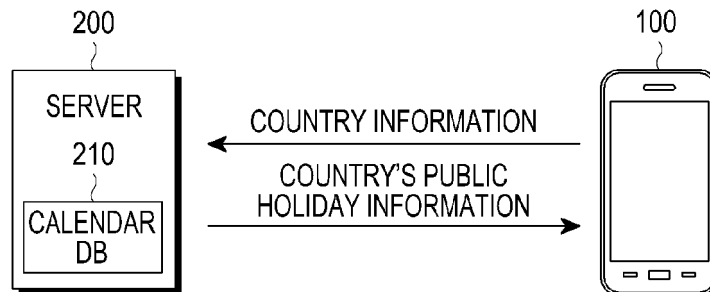 200
100
SERVER
COUNTRY INFORMATION
210
COUNTRY'S PUBLIC
HOLIDAY INFORMATION
CALENDAR
DB